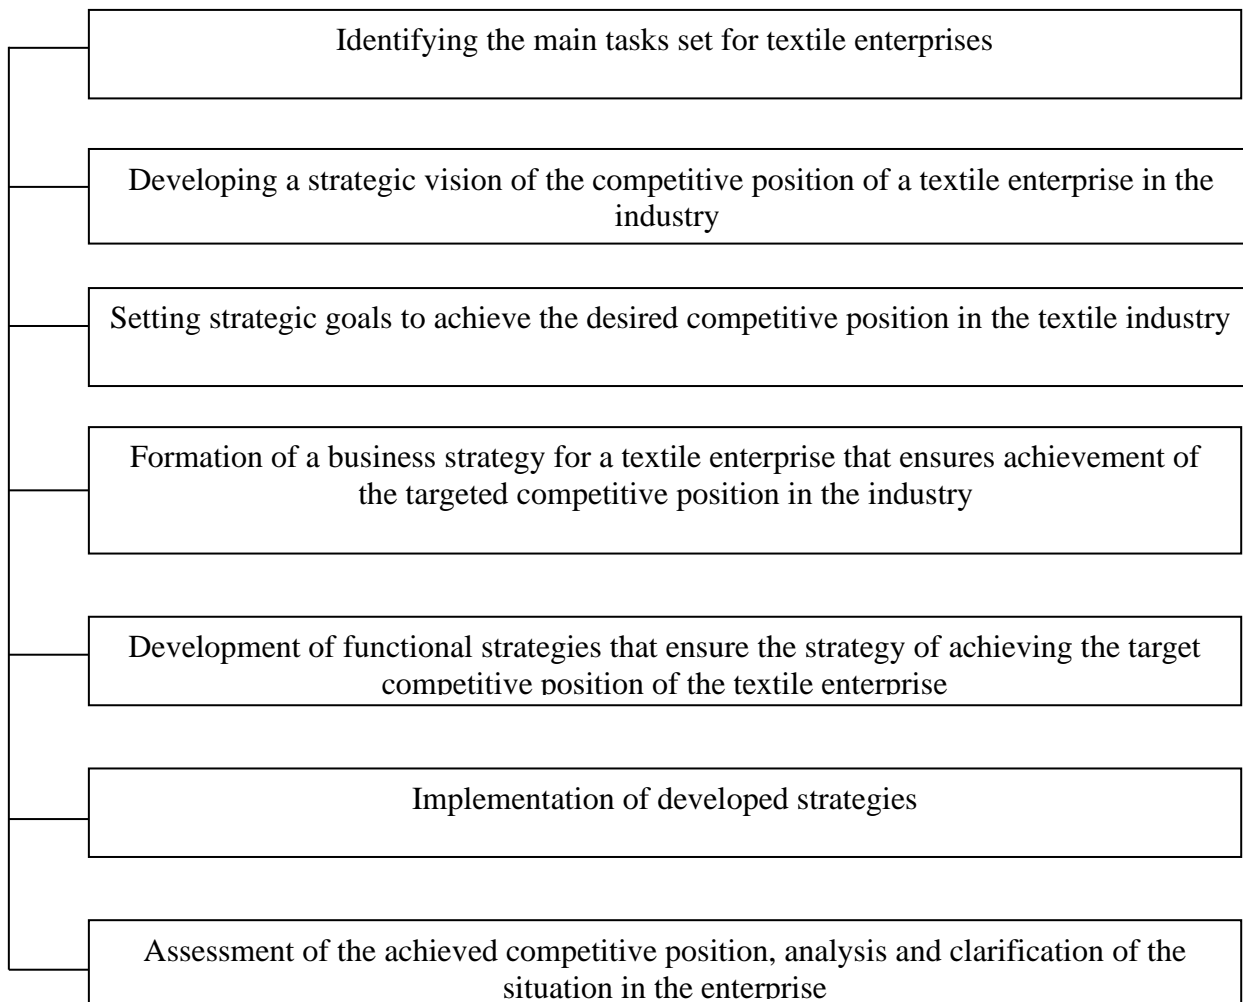 Identifying the main tasks set for textile enterprises
Developing a strategic vision of the competitive position of a textile enterprise in the
industry
Setting strategic goals to achieve the desired competitive position in the textile industry
Formation of a business strategy for a textile enterprise that ensures achievement of
the targeted competitive position in the industry
Development of functional strategies that ensure the strategy of achieving the target
competitive position of the textile enterprise
Implementation of developed strategies
Assessment of the achieved competitive position, analysis and clarification of the
situation in the enterprise